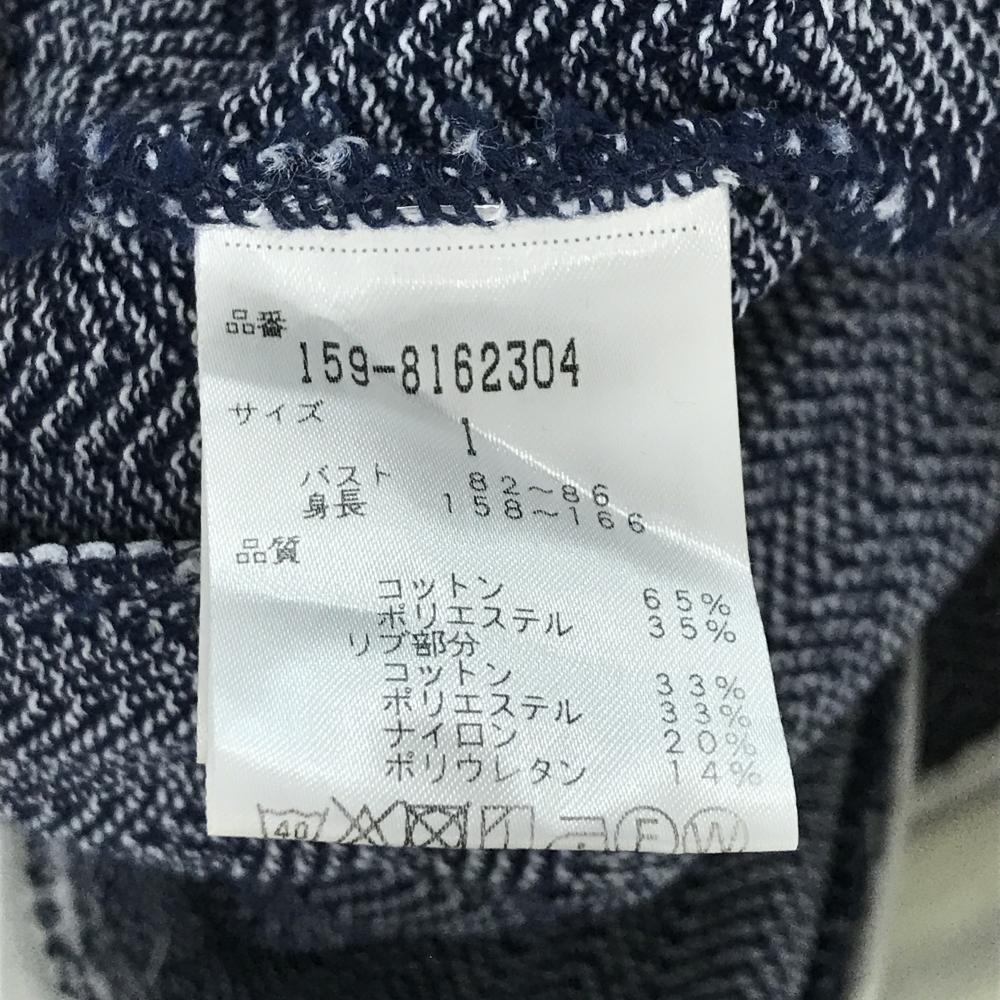 品番
159-8162304
サイズ
1
バスト 82~86
身長 158~166
品質
コットン 65%
ポリエステル 35%
リブ部分
コットン 33%
ポリエステル 33%
ナイロン 20%
ポリウレタン 14%
40 F W